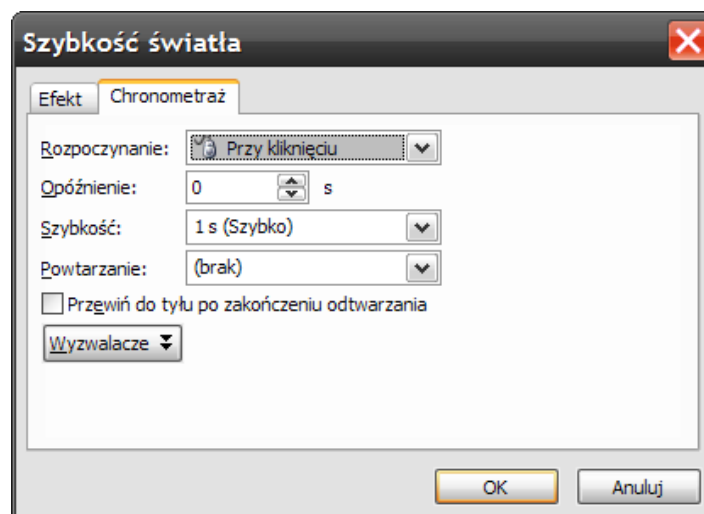 Szybkość światła
Efekt Chronometraż
Rozpoczynanie: Przy kliknięciu
Opóźnienie: 0 s
Szybkość: 1 s (Szybko)
Powtarzanie: (brak)
Przewiń do tyłu po zakończeniu odtwarzania
Wyzwalacze
OK Anuluj